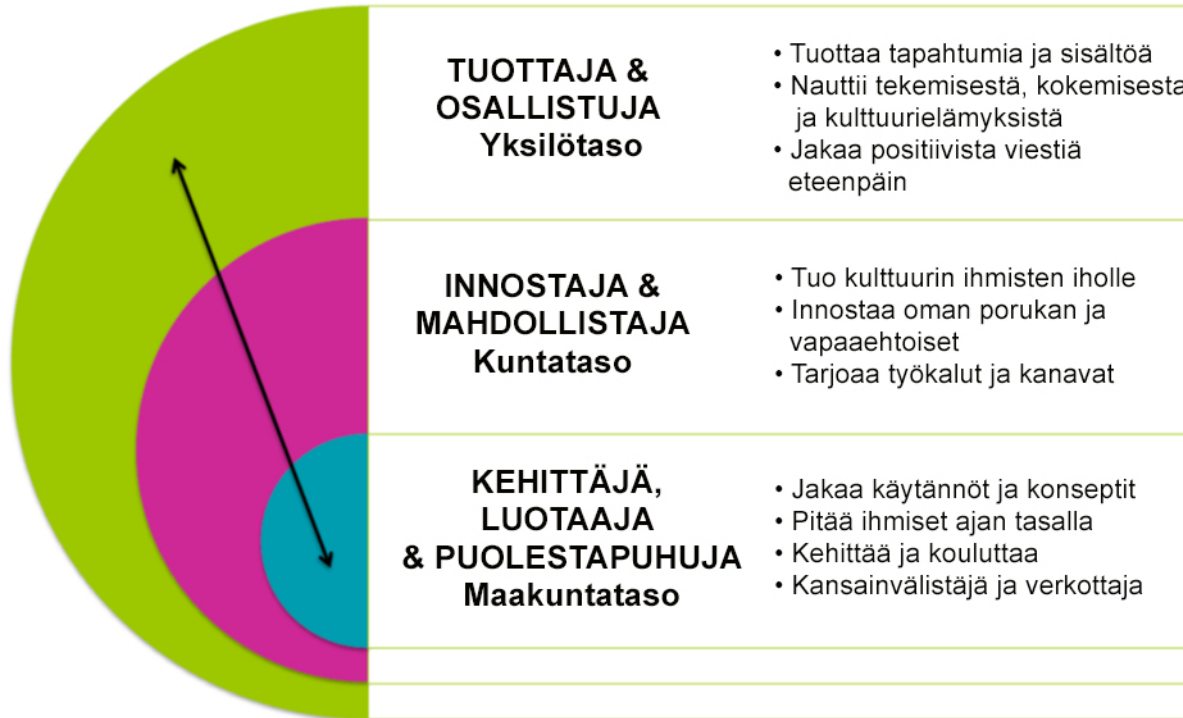 TUOTTAJA &
OSALLISTUJA
Yksilötaso
• Tuottaa tapahtumia ja sisältöä
• Nauttii tekemisestä, kokemisesta
ja kulttuurielämyksistä
• Jakaa positiivista viestiä
eteenpäin
INNOSTAJA &
MAHDOLLISTAJA
Kuntataso
• Tuo kulttuurin ihmisten iholle
• Innostaa oman porukan ja
vapaaehtoiset
• Tarjoaa työkalut ja kanavat
KEHITTÄJÄ,
LUOTAAJA
& PUOLESTAPUHUJA
Maakuntataso
• Jakaa käytännöt ja konseptit
• Pitää ihmiset ajan tasalla
• Kehittää ja kouluttaa
• Kansainvälistäjä ja verkottaja